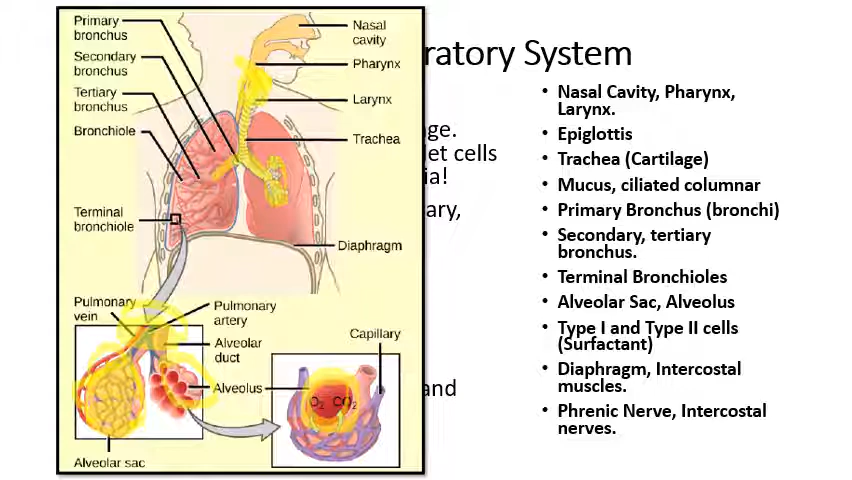 ratory System
Primary
bronchus
Secondary
bronchus
Tertiary
bronchus
Bronchiole
Terminal
bronchiole
Nasal
cavity
Pharynx
Larynx
Trachea
Diaphragm
Pulmonary
vein
Pulmonary
artery
Alveolar
duct
Alveolus
Capillary
O2 CO2
Alveolar sac
ge.
et cells
ia!
ary,
and
• Nasal Cavity, Pharynx,
Larynx.
• Epiglottis
• Trachea (Cartilage)
• Mucus, ciliated columnar
• Primary Bronchus (bronchi)
• Secondary, tertiary
bronchus.
• Terminal Bronchioles
• Alveolar Sac, Alveolus
• Type I and Type II cells
(Surfactant)
• Diaphragm, Intercostal
muscles.
• Phrenic Nerve, Intercostal
nerves.